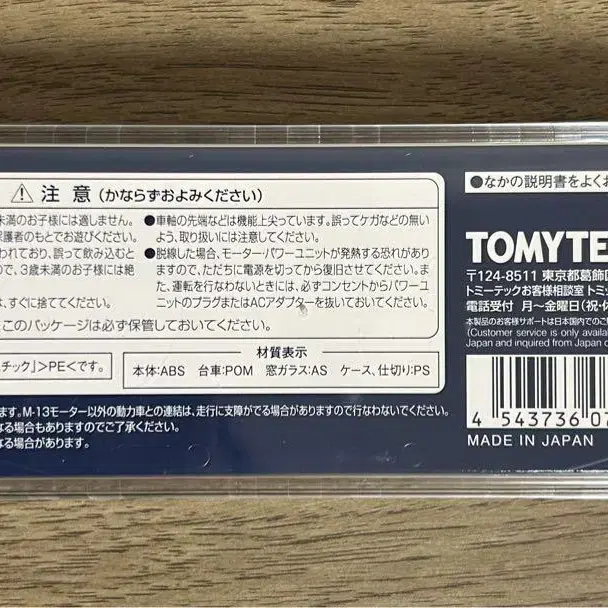 ⚠ 注意(かならずおよみください)
未満のお子様には適しません。
保護者のもとでお遊びください。
われており、誤って飲み込むと
ので、3歳未満のお子様には絶
は、すぐに捨ててください。
●車軸の先端などは機能上尖っています。誤ってケガなどの無い
よう、取り扱いには注意してください。
●脱線した場合、モーター・パワーユニットが発熱する恐れがあり
ますので、ただちに電源を切ってから復旧させてください。ま
た、運転を行なわないときには、必ずコンセントからパワーユ
ニットのプラグまたはACアダプターを抜いておいてください。
このパッケージは必ず保管しておいてください。
チック」>PE<です。
材質表示
本体:ABS 台車:POM 窓ガラス:AS ケース、仕切り:PS
ます。M-13モーター以外の動力車との連結は、走行に支障がでる場合がありますので行なわないでください。
なる場合もありますのでご了承ください。
る場合があります。
●なかの説明書をよくお
TOMYTE
〒124-8511 東京都葛飾区
トミーテックお客様相談室 トミッ
電話受付 月〜金曜日(祝・休
本製品のお客様サポートは日本国内でのご
(Customer service is only availa
Japan and inquired from Japan o
4 543736 0
MADE IN JAPAN